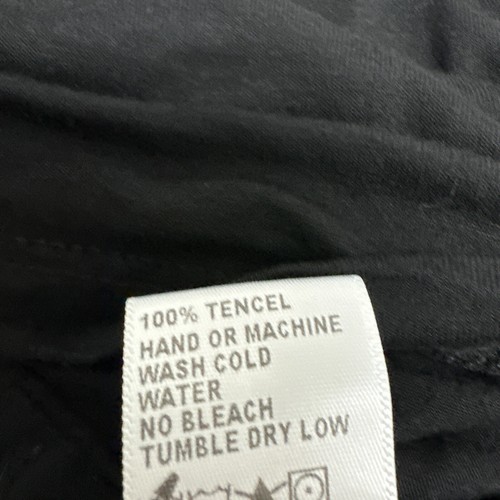 100% TENCEL
HAND OR MACHINE
WASH COLD
WATER
NO BLEACH
TUMBLE DRY LOW